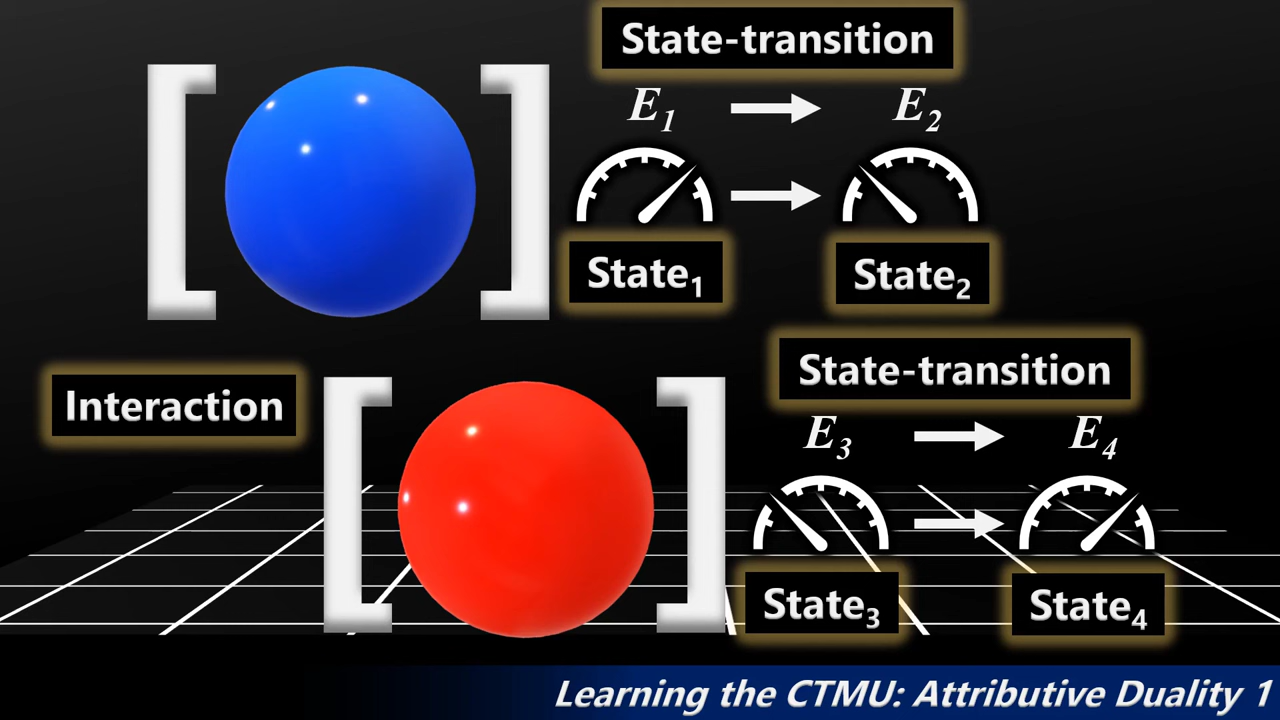 State-transition
E1 → E2
State1 State2
Interaction
State-transition
E3 → E4
State3 State4
Learning the CTMU: Attributive Duality 1